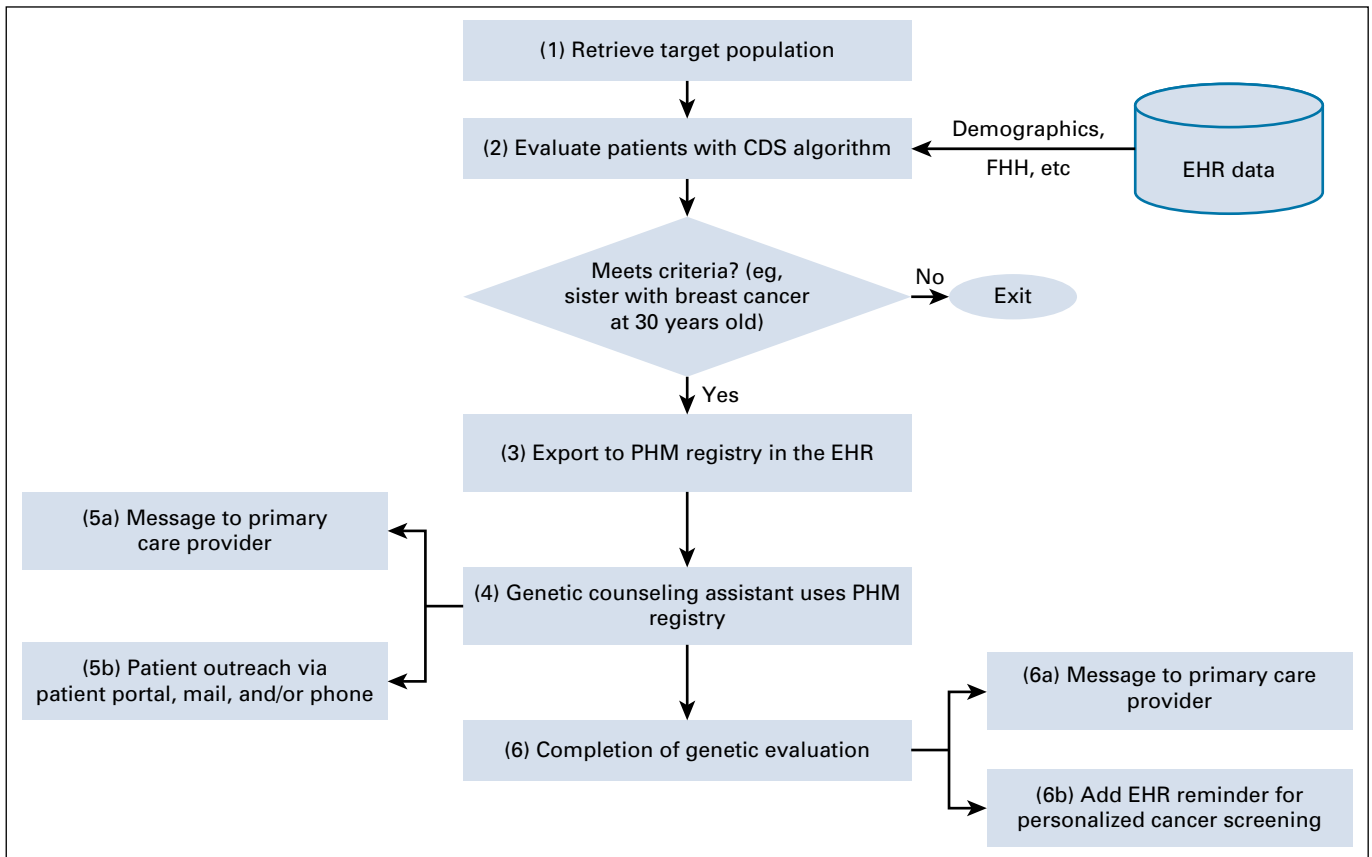 (1) Retrieve target population
(2) Evaluate patients with CDS algorithm
Demographics,
FHH, etc
EHR data
Meets criteria? (eg,
sister with breast cancer
at 30 years old)
No
Exit
Yes
(3) Export to PHM registry in the EHR
(4) Genetic counseling assistant uses PHM
registry
(5a) Message to primary
care provider
(5b) Patient outreach via
patient portal, mail, and/or phone
(6) Completion of genetic evaluation
(6a) Message to primary care
provider
(6b) Add EHR reminder for
personalized cancer screening